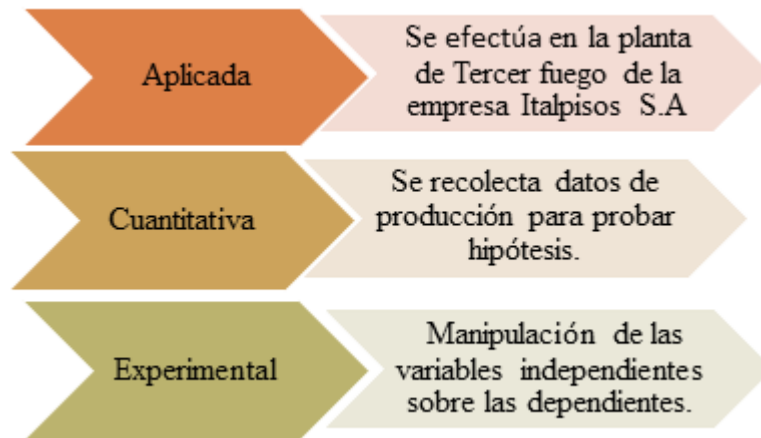 Aplicada
Se efectúa en la planta
de Tercer fuego de la
empresa Italpisos S.A
Cuantitativa
Se recolecta datos de
producción para probar
hipótesis.
Experimental
Manipulación de las
variables independientes
sobre las dependientes.